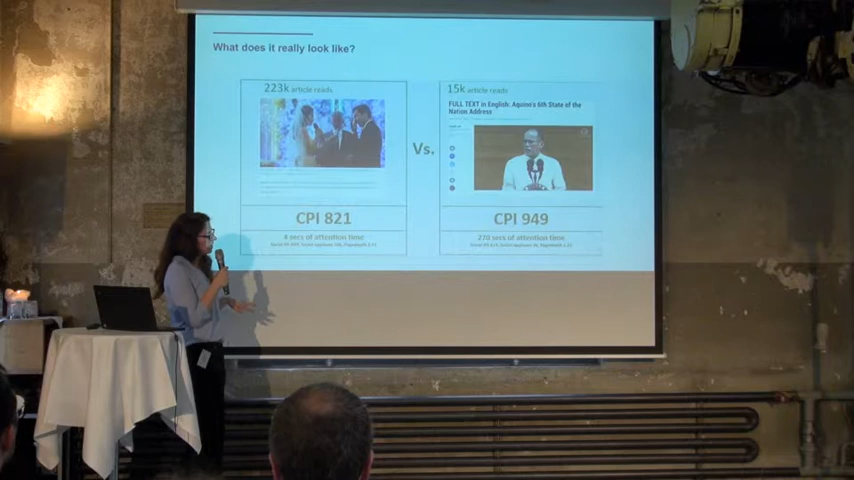 What does it really look like?
223k article reads
15k article reads
FULL TEXT in English: Aquino's 6th State of the
Nation Address
Vs.
CPI 821
CPI 949
4 secs of attention time
270 secs of attention time